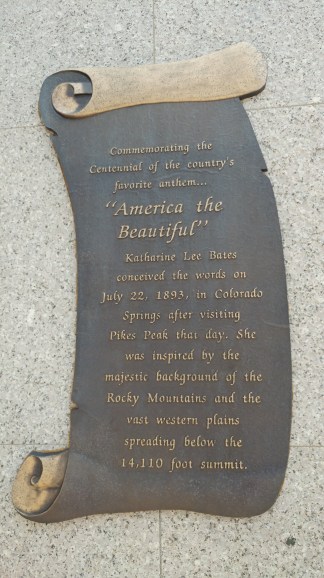 Commemorating the
Centennial of the country's
favorite anthem...
"America the
Beautiful"
Katharine Lee Bates
conceived the words on
July 22, 1893, in Colorado
Springs after visiting
Pikes Peak that day. She
was inspired by the
majestic background of the
Rocky Mountains and the
vast western plains
spreading below the
14,110 foot summit.